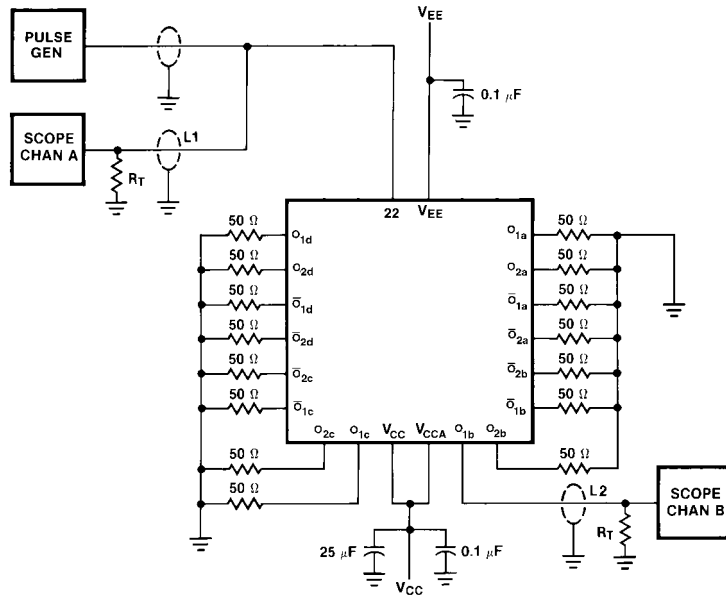 PULSE
GEN
V_EE
0.1 µF
SCOPE
CHAN A
L1
R_T
22
V_EE
50 Ω
O_1d
50 Ω
O_2d
50 Ω
Ō_1d
50 Ω
Ō_2d
50 Ω
Ō_2c
50 Ω
Ō_1c
O_1a
50 Ω
O_2a
50 Ω
Ō_1a
50 Ω
Ō_2a
50 Ω
Ō_2b
50 Ω
Ō_1b
50 Ω
O_2c
O_1c
V_CC
V_CCA
O_1b
O_2b
50 Ω
50 Ω
50 Ω
L2
R_T
SCOPE
CHAN B
25 µF
0.1 µF
V_CC